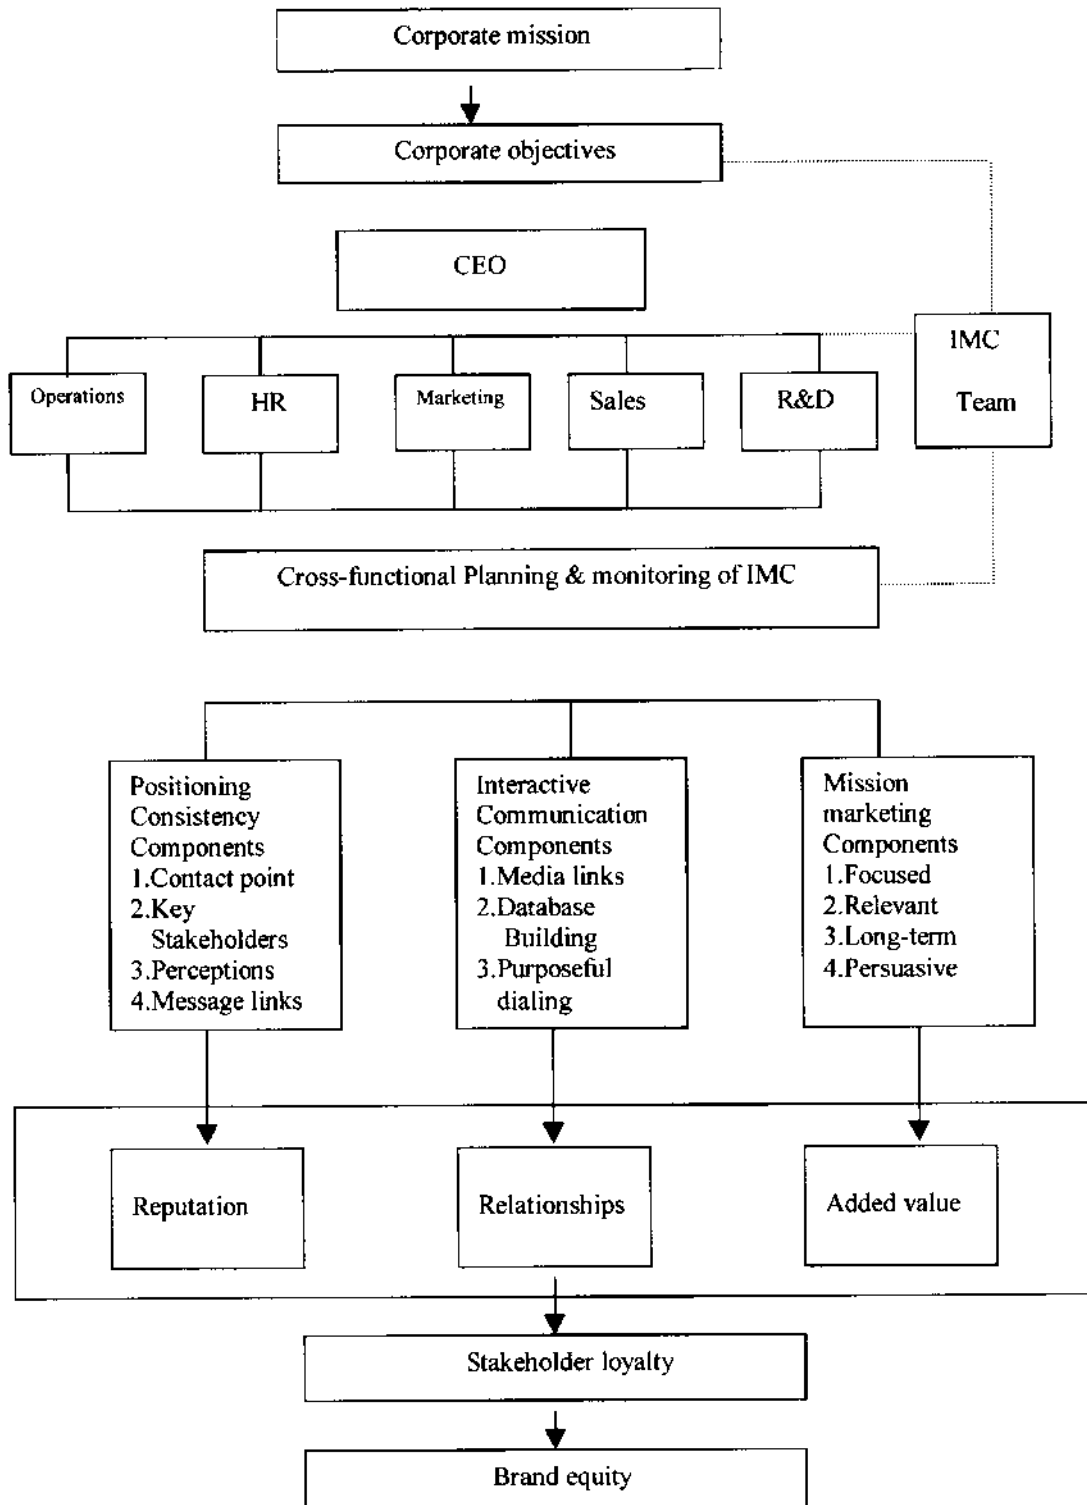 Corporate mission
Corporate objectives
CEO
IMC
Team
Operations
HR
Marketing
Sales
R&D
Cross-functional Planning & monitoring of IMC
Positioning
Consistency
Components
1.Contact point
2.Key
Stakeholders
3.Perceptions
4.Message links
Interactive
Communication
Components
1.Media links
2.Database
Building
3.Purposeful
dialing
Mission
marketing
Components
1.Focused
2.Relevant
3.Long-term
4.Persuasive
Reputation
Relationships
Added value
Stakeholder loyalty
Brand equity